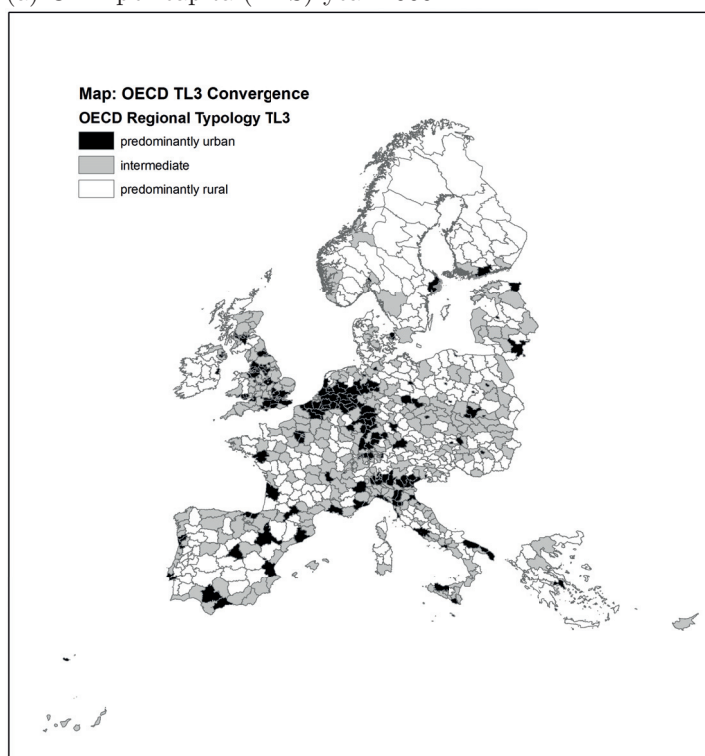 Map: OECD TL3 Convergence
OECD Regional Typology TL3
predominantly urban
intermediate
predominantly rural